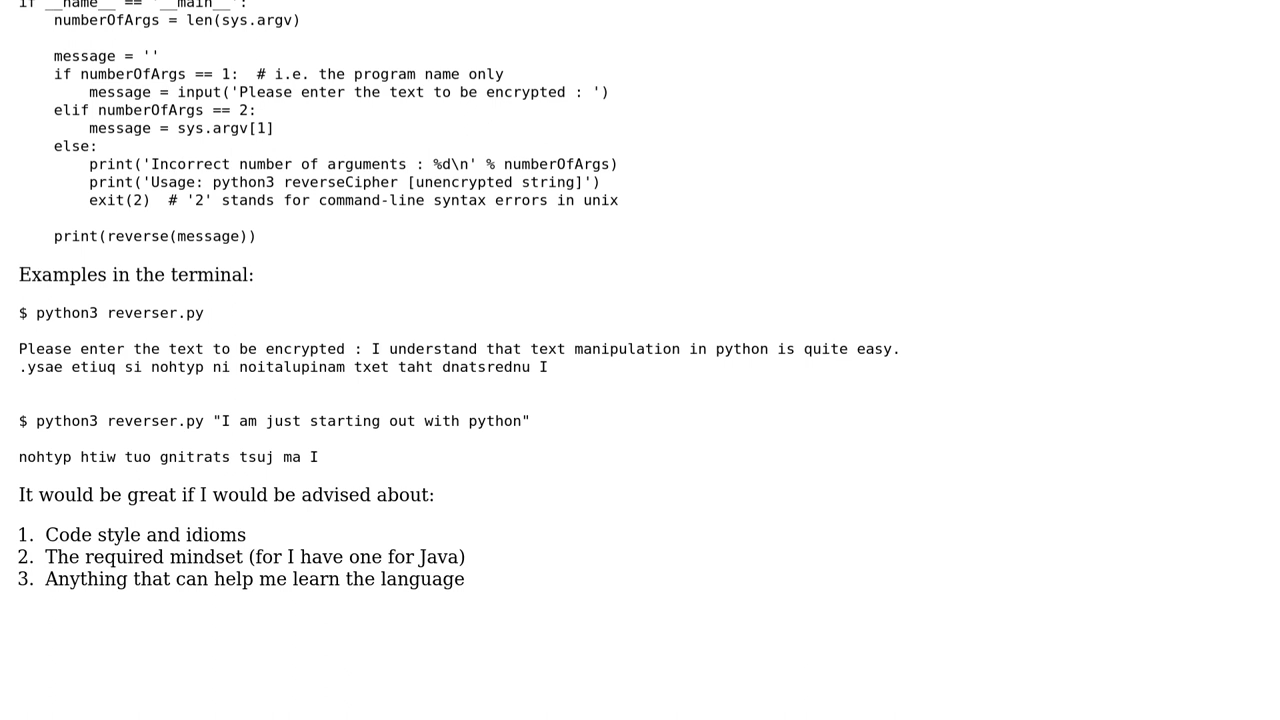 if __name__ == '__main__':
numberOfArgs = len(sys.argv)
message = ''
if numberOfArgs == 1:  # i.e. the program name only
message = input('Please enter the text to be encrypted : ')
elif numberOfArgs == 2:
message = sys.argv[1]
else:
print('Incorrect number of arguments : %d\n' % numberOfArgs)
print('Usage: python3 reverseCipher [unencrypted string]')
exit(2)  # '2' stands for command-line syntax errors in unix
print(reverse(message))
Examples in the terminal:
$ python3 reverser.py
Please enter the text to be encrypted : I understand that text manipulation in python is quite easy.
.ysae etiuq si nohtyp ni noitalupinam txet taht dnatsrednu I
$ python3 reverser.py "I am just starting out with python"
nohtyp htiw tuo gnitrats tsuj ma I
It would be great if I would be advised about:
1. Code style and idioms
2. The required mindset (for I have one for Java)
3. Anything that can help me learn the language